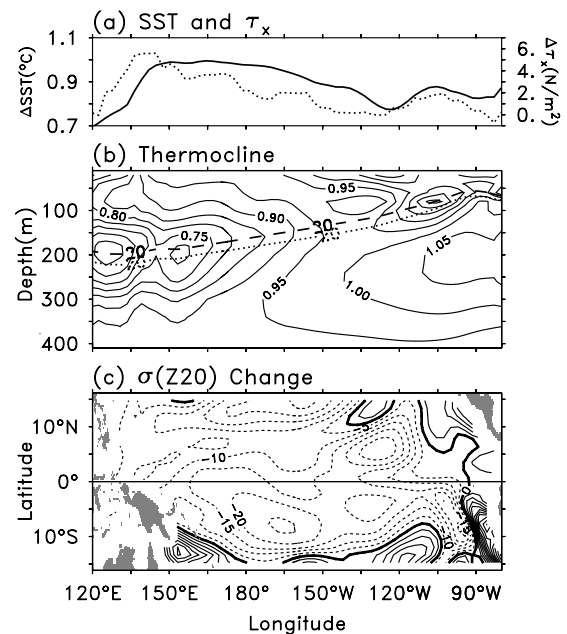 (a) SST and τx
1.1
0.9
0.7
ΔSST(°C)
6.
4.
2.
0.
Δτx(N/m²)
(b) Thermocline
100
200
300
400
Depth(m)
0.80
0.95
0.90
0.75
20
20
1.05
0.95
1.00
(c) σ(Z20) Change
10°N
0°
10°S
Latitude
-10
-20
-15
120°E 150°E 180° 150°W 120°W 90°W
Longitude